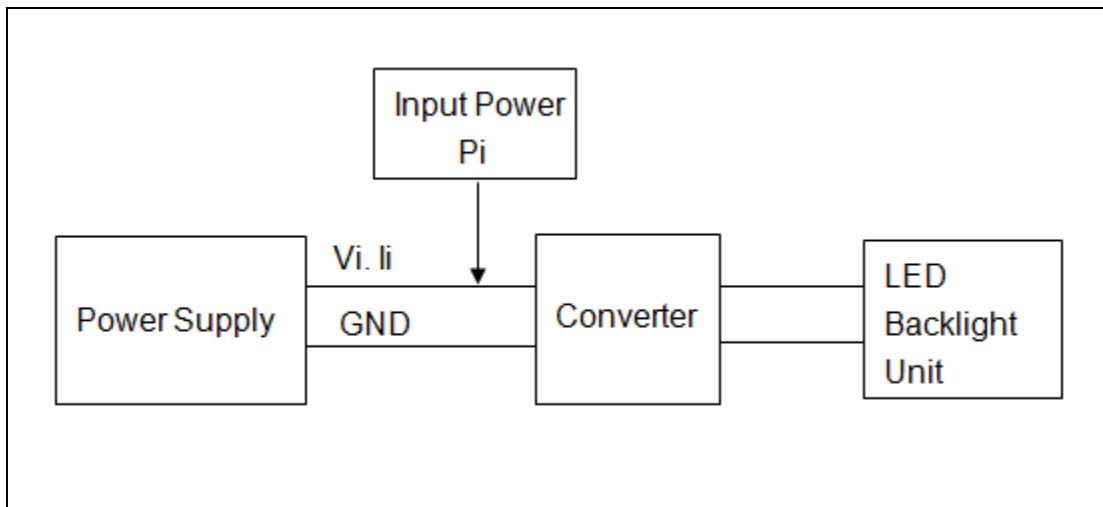 Input Power
Pi
Vi. Ii
GND
Power Supply
Converter
LED
Backlight
Unit